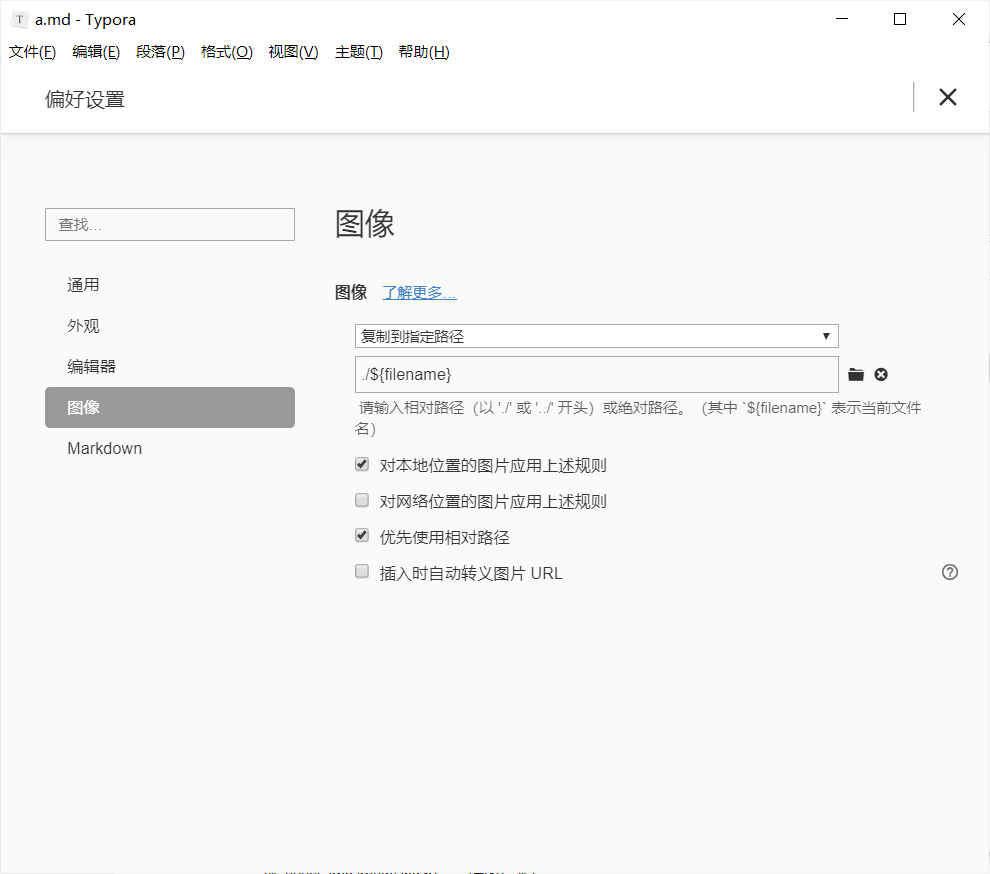 T a.md - Typora
文件(F) 编辑(E) 段落(P) 格式(O) 视图(V) 主题(T) 帮助(H)
偏好设置
查找...
通用
外观
编辑器
图像
Markdown
图像
图像 了解更多...
复制到指定路径
./${filename}
请输入相对路径（以 './' 或 '../' 开头）或绝对路径。（其中 `${filename}` 表示当前文件
名）
对本地位置的图片应用上述规则
对网络位置的图片应用上述规则
优先使用相对路径
插入时自动转义图片 URL